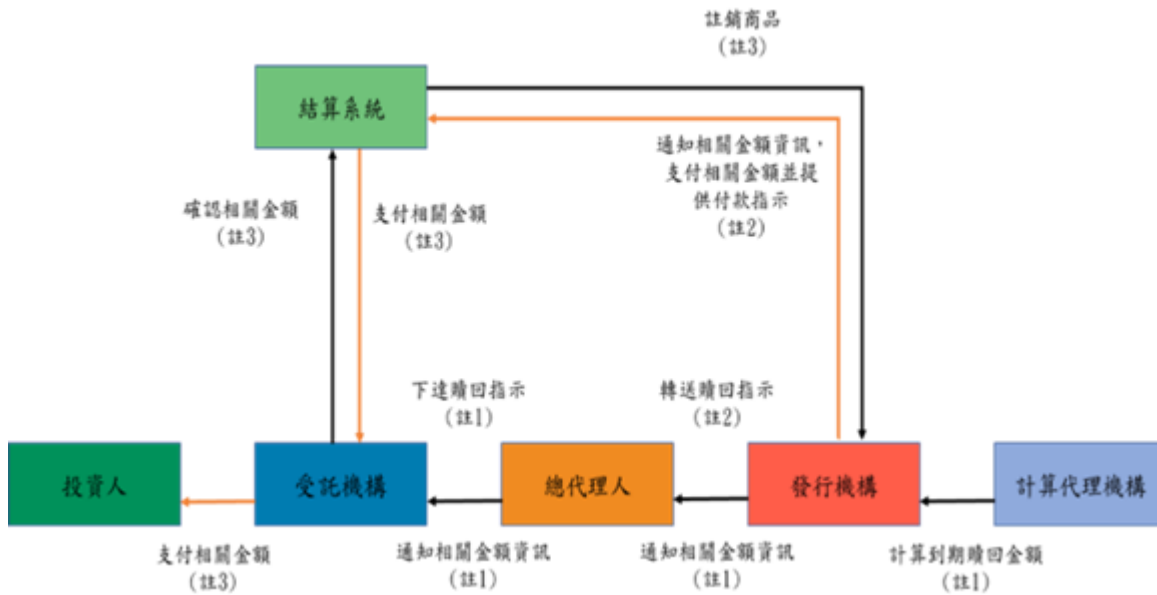 註銷商品
(註3)
結算系統
通知相關金額資訊，
支付相關金額並提
供付款指示
(註2)
確認相關金額
(註3)
支付相關金額
(註3)
下達贖回指示
(註1)
轉送贖回指示
(註2)
投資人
受託機構
總代理人
發行機構
計算代理機構
支付相關金額
(註3)
通知相關金額資訊
(註1)
通知相關金額資訊
(註1)
計算到期贖回金額
(註1)